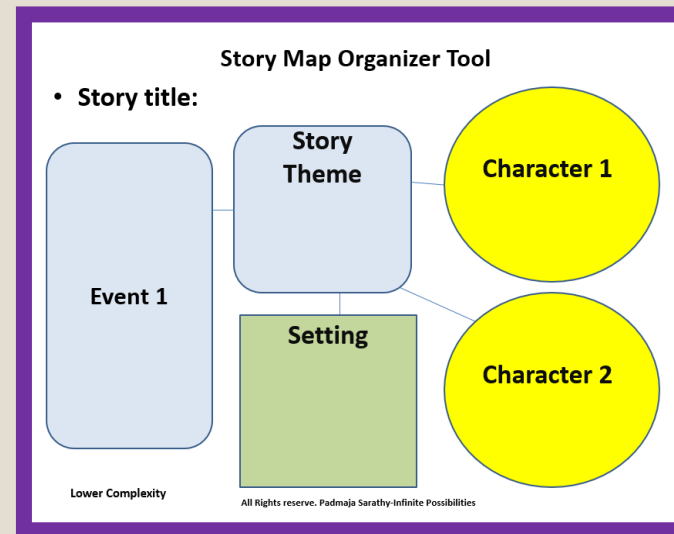 Story Map Organizer Tool
• Story title:
Story
Theme
Character 1
Event 1
Setting
Character 2
Lower Complexity
All Rights reserve. Padmaja Sarathy-Infinite Possibilities